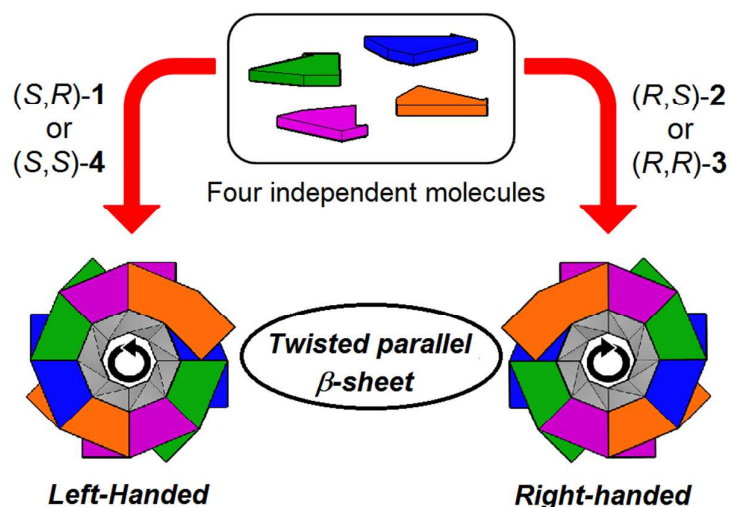 (S,R)-1
or
(S,S)-4
(R,S)-2
or
(R,R)-3
Four independent molecules
Twisted parallel
β-sheet
Left-Handed
Right-handed